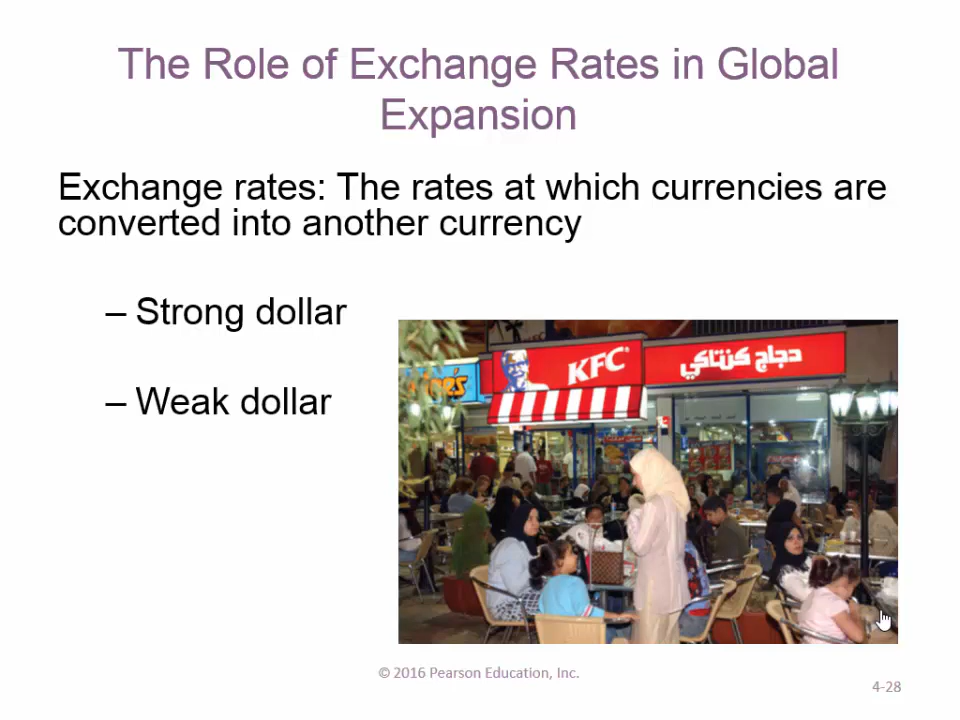 The Role of Exchange Rates in Global
Expansion
Exchange rates: The rates at which currencies are
converted into another currency
– Strong dollar
– Weak dollar
KFC
دجاج كنتاكي
© 2016 Pearson Education, Inc.
4-28